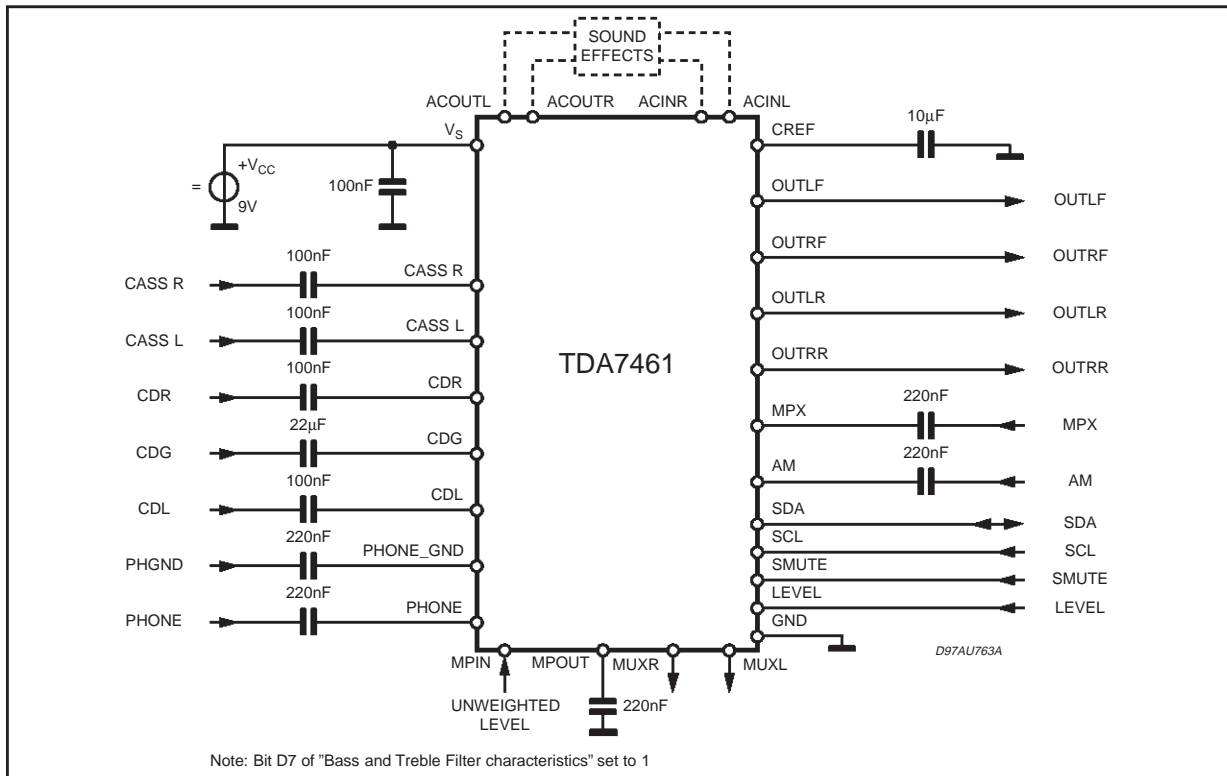 SOUND
EFFECTS
ACOUTL
ACOUTR
ACINR
ACINL
VS
CREF
10µF
+VCC
=
9V
100nF
OUTLF
OUTLF
OUTRF
OUTRF
OUTLR
OUTLR
OUTRR
OUTRR
CASS R
100nF
CASS R
CASS L
100nF
CASS L
CDR
100nF
CDR
CDG
22µF
CDG
CDL
100nF
CDL
PHGND
220nF
PHONE_GND
PHONE
220nF
PHONE
TDA7461
MPX
220nF
MPX
AM
220nF
AM
SDA
SDA
SCL
SCL
SMUTE
SMUTE
LEVEL
LEVEL
GND
D97AU763A
MPIN
MPOUT
MUXR
MUXL
UNWEIGHTED
LEVEL
220nF
Note: Bit D7 of "Bass and Treble Filter characteristics" set to 1